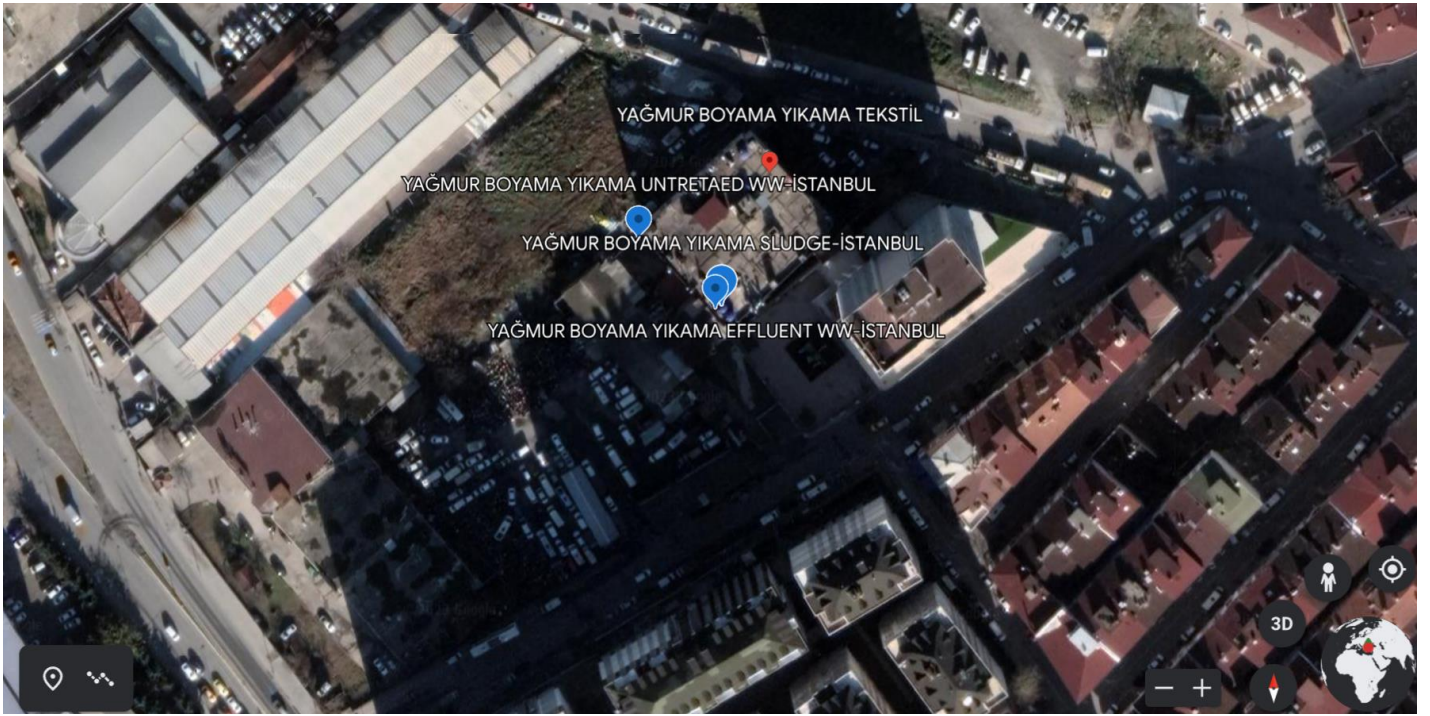 YAĞMUR BOYAMA YIKAMA TEKSTİL
YAĞMUR BOYAMA YIKAMA UNTRETAED WW-İSTANBUL
YAĞMUR BOYAMA YIKAMA SLUDGE-İSTANBUL
YAĞMUR BOYAMA YIKAMA EFFLUENT WW-İSTANBUL
3D